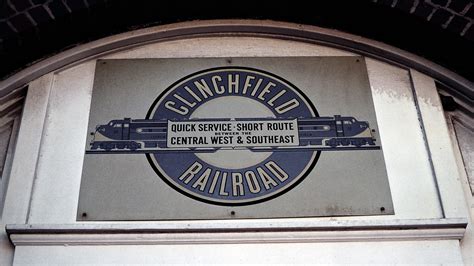 CLINCHFIELD
QUICK SERVICE - SHORT ROUTE
BETWEEN THE
CENTRAL WEST & SOUTHEAST
RAILROAD